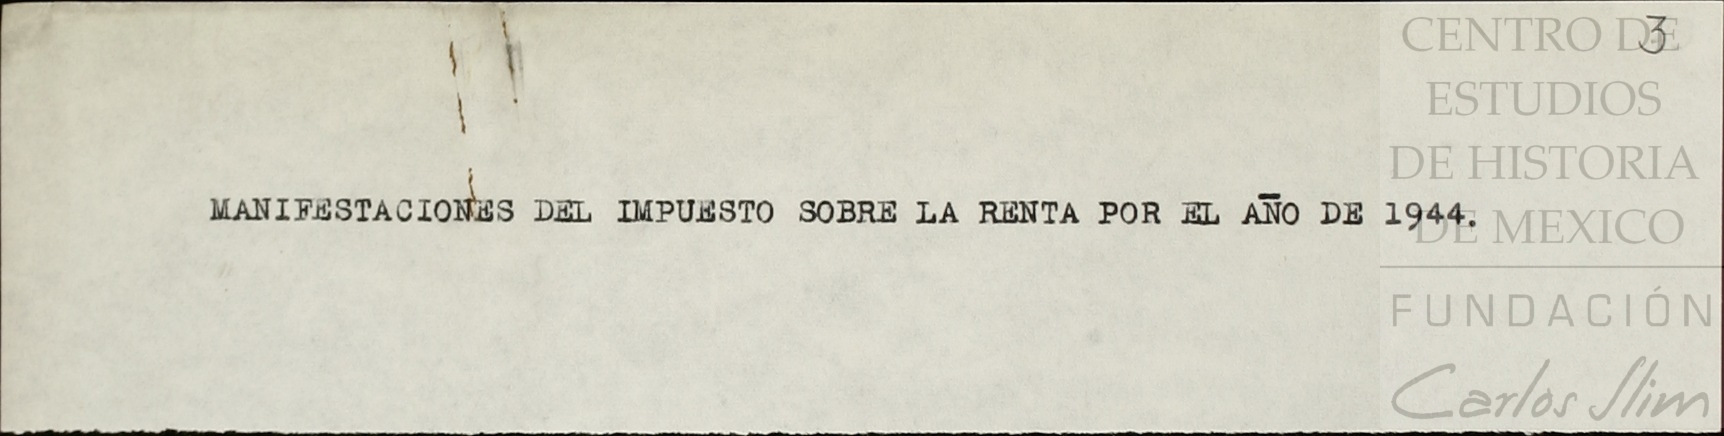 3
MANIFESTACIONES DEL IMPUESTO SOBRE LA RENTA POR EL AÑO DE 1944.
CENTRO DE
ESTUDIOS
DE HISTORIA
DE MEXICO
FUNDACIÓN
Carlos Slim